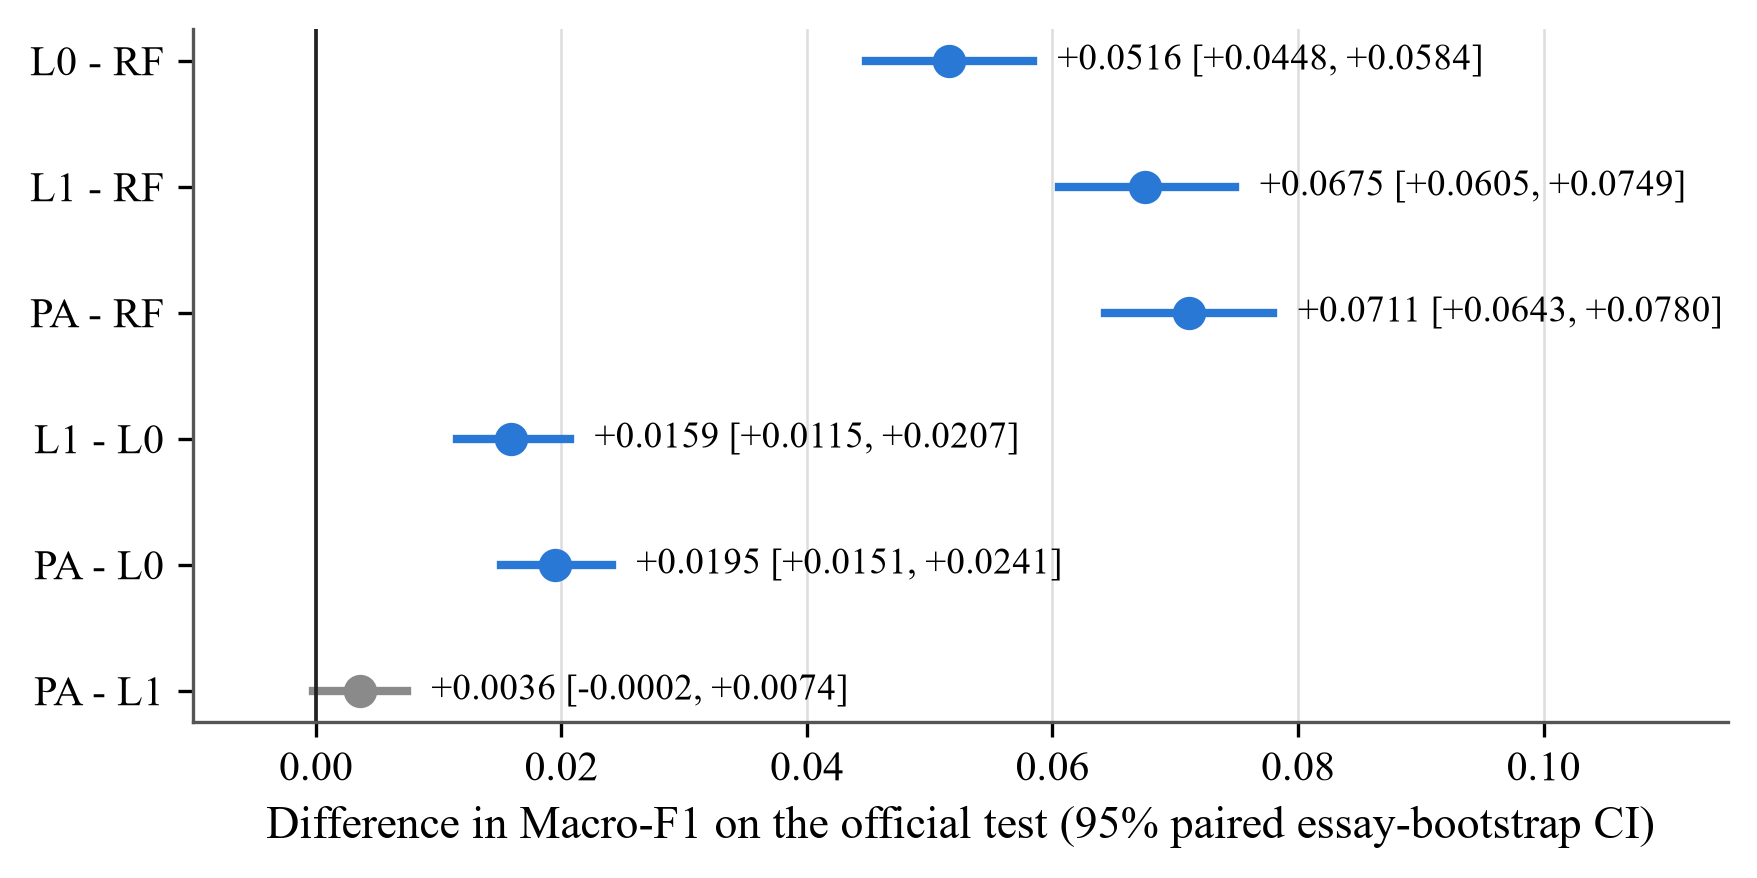 L0 - RF +0.0516 [+0.0448, +0.0584]
L1 - RF +0.0675 [+0.0605, +0.0749]
PA - RF +0.0711 [+0.0643, +0.0780]
L1 - L0 +0.0159 [+0.0115, +0.0207]
PA - L0 +0.0195 [+0.0151, +0.0241]
PA - L1 +0.0036 [-0.0002, +0.0074]
0.00 0.02 0.04 0.06 0.08 0.10
Difference in Macro-F1 on the official test (95% paired essay-bootstrap CI)